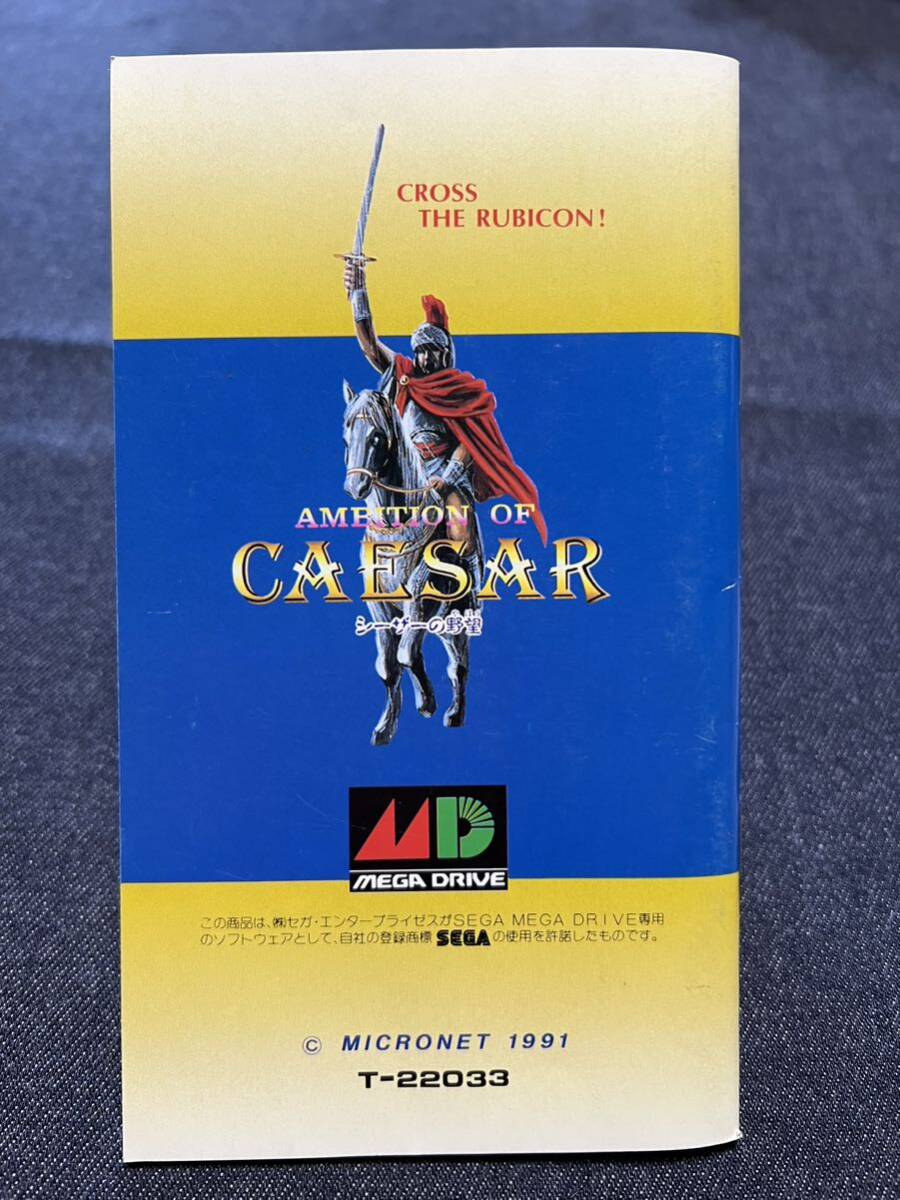 CROSS
THE RUBICON!
AMBITION OF
CAESAR
やぼう
シーザーの野望
MD
MEGA DRIVE
この商品は、㈱セガ・エンタープライゼスがSEGA MEGA DRIVE専用
のソフトウェアとして、自社の登録商標 SEGA の使用を許諾したものです。
© MICRONET 1991
T-22033